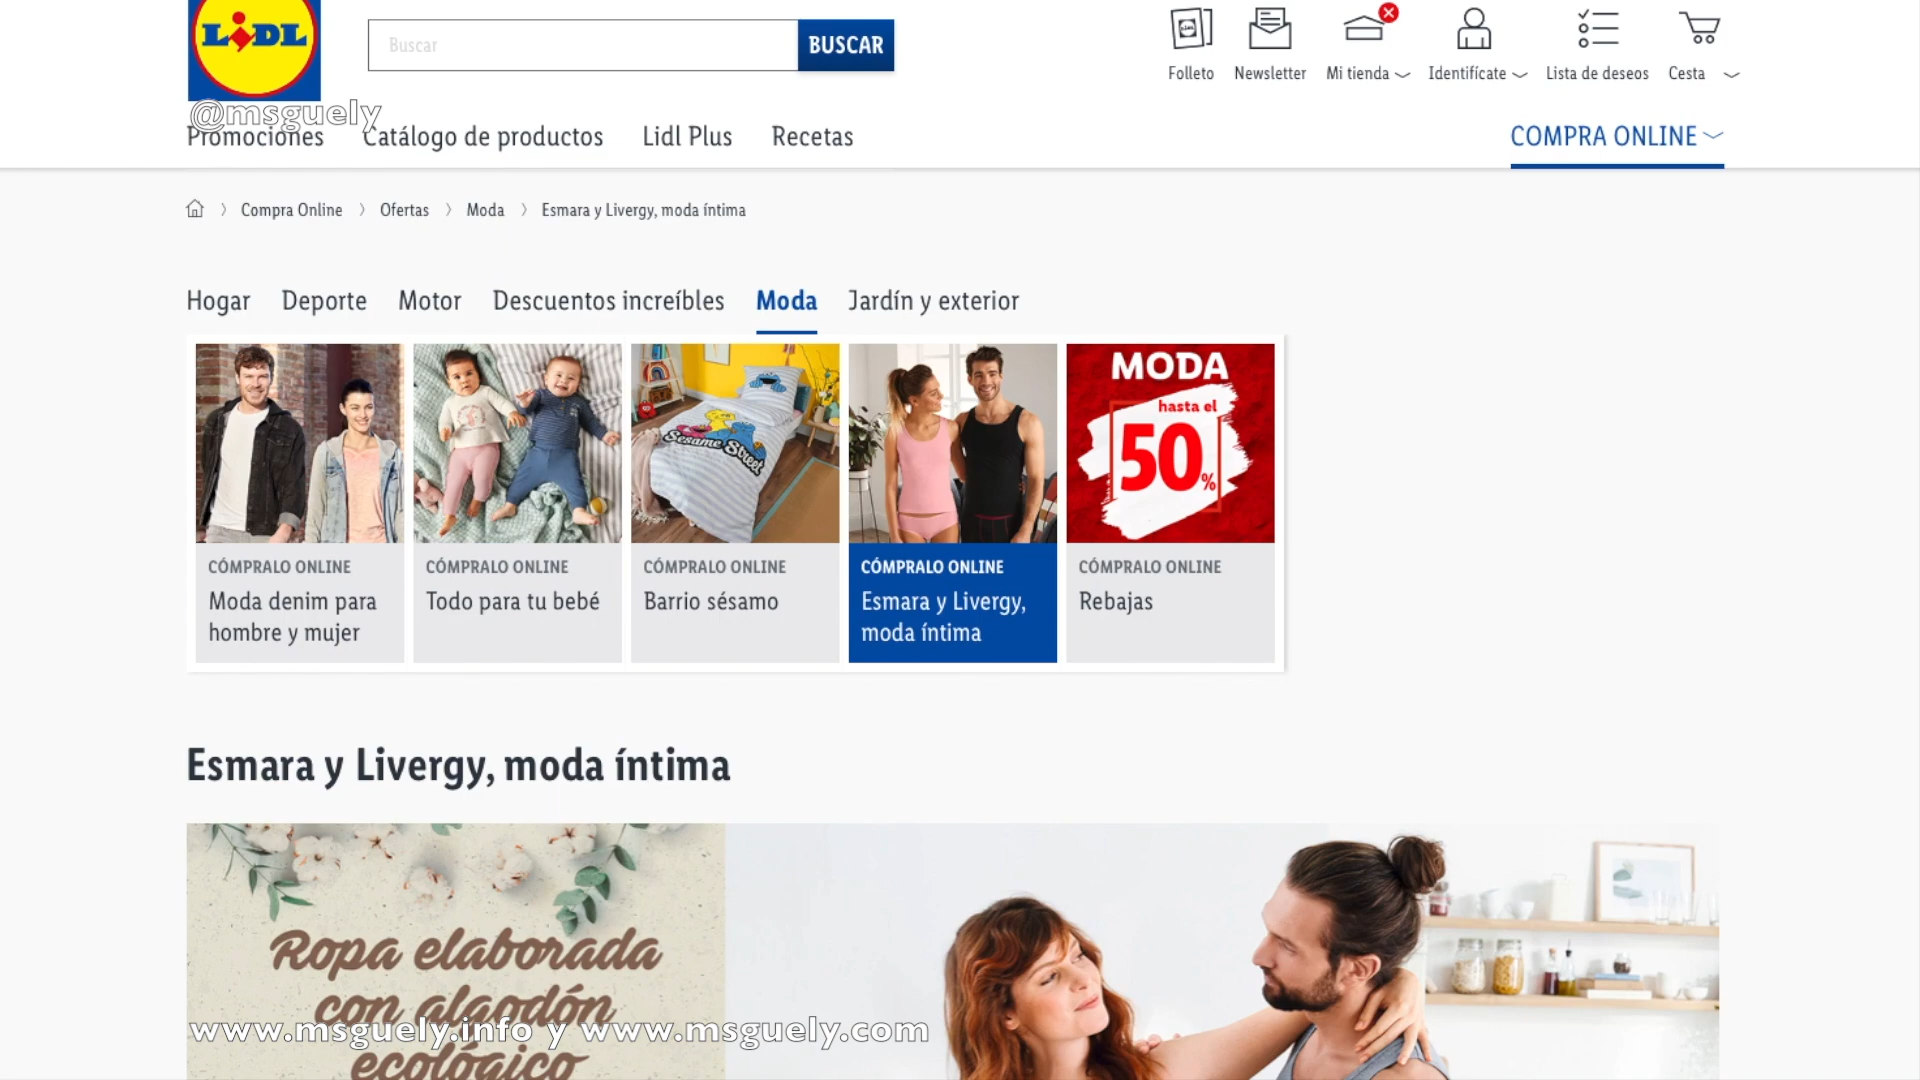 LIDL
Buscar
BUSCAR
Folleto
Newsletter
Mi tienda
Identifícate
Lista de deseos
Cesta
@msguely
Promociones
Catálogo de productos
Lidl Plus
Recetas
COMPRA ONLINE
Compra Online
Ofertas
Moda
Esmara y Livergy, moda íntima
Hogar
Deporte
Motor
Descuentos increíbles
Moda
Jardín y exterior
Sesame Street
MODA
hasta el
50%
CÓMPRALO ONLINE
Moda denim para
hombre y mujer
CÓMPRALO ONLINE
Todo para tu bebé
CÓMPRALO ONLINE
Barrio sésamo
CÓMPRALO ONLINE
Esmara y Livergy,
moda íntima
CÓMPRALO ONLINE
Rebajas
Esmara y Livergy, moda íntima
Ropa elaborada
con algodón
ecológico
www.msguely.info y www.msguely.com